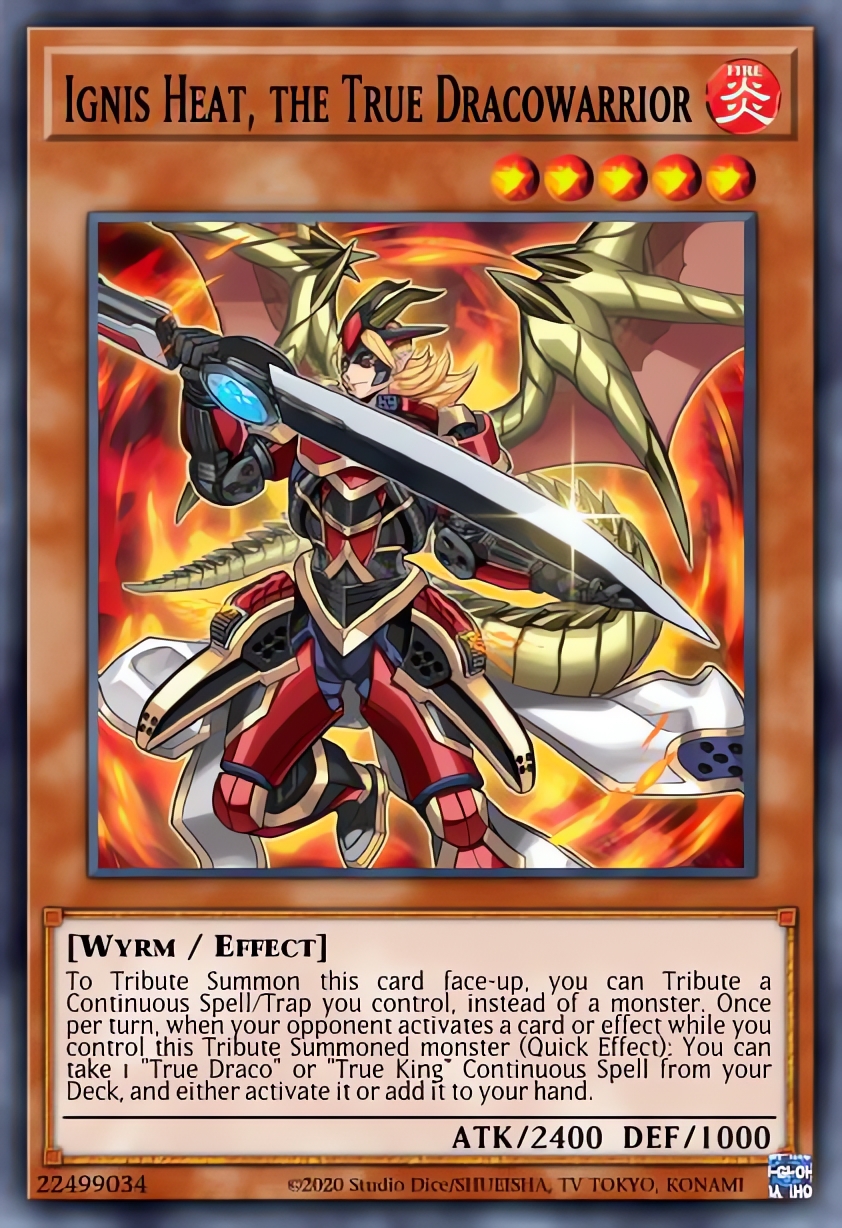 IGNIS HEAT, THE TRUE DRACOWARRIOR
FIRE
炎
[WYRM / EFFECT]
To Tribute Summon this card face-up, you can Tribute a
Continuous Spell/Trap you control, instead of a monster. Once
per turn, when your opponent activates a card or effect while you
control this Tribute Summoned monster (Quick Effect): You can
take 1 "True Draco" or "True King" Continuous Spell from your
Deck, and either activate it or add it to your hand.
ATK/2400 DEF/1000
22499034
©2020 Studio Dice/SHUEISHA, TV TOKYO, KONAMI